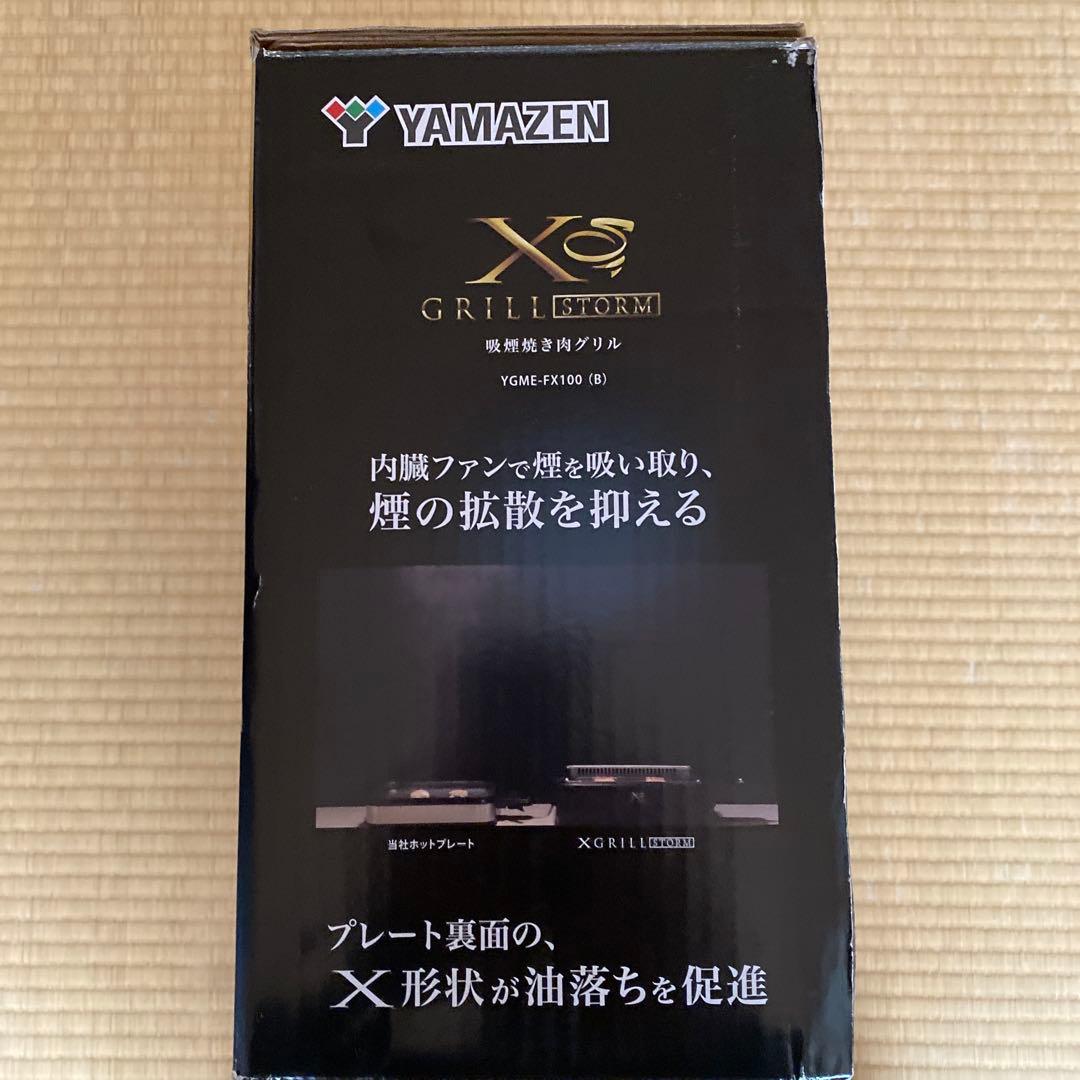 YAMAZEN
X
GRILL STORM
吸煙焼き肉グリル
YGME-FX100（B）
内臓ファンで煙を吸い取り、
煙の拡散を抑える
当社ホットプレート
XGRILL STORM
プレート裏面の、
X形状が油落ちを促進